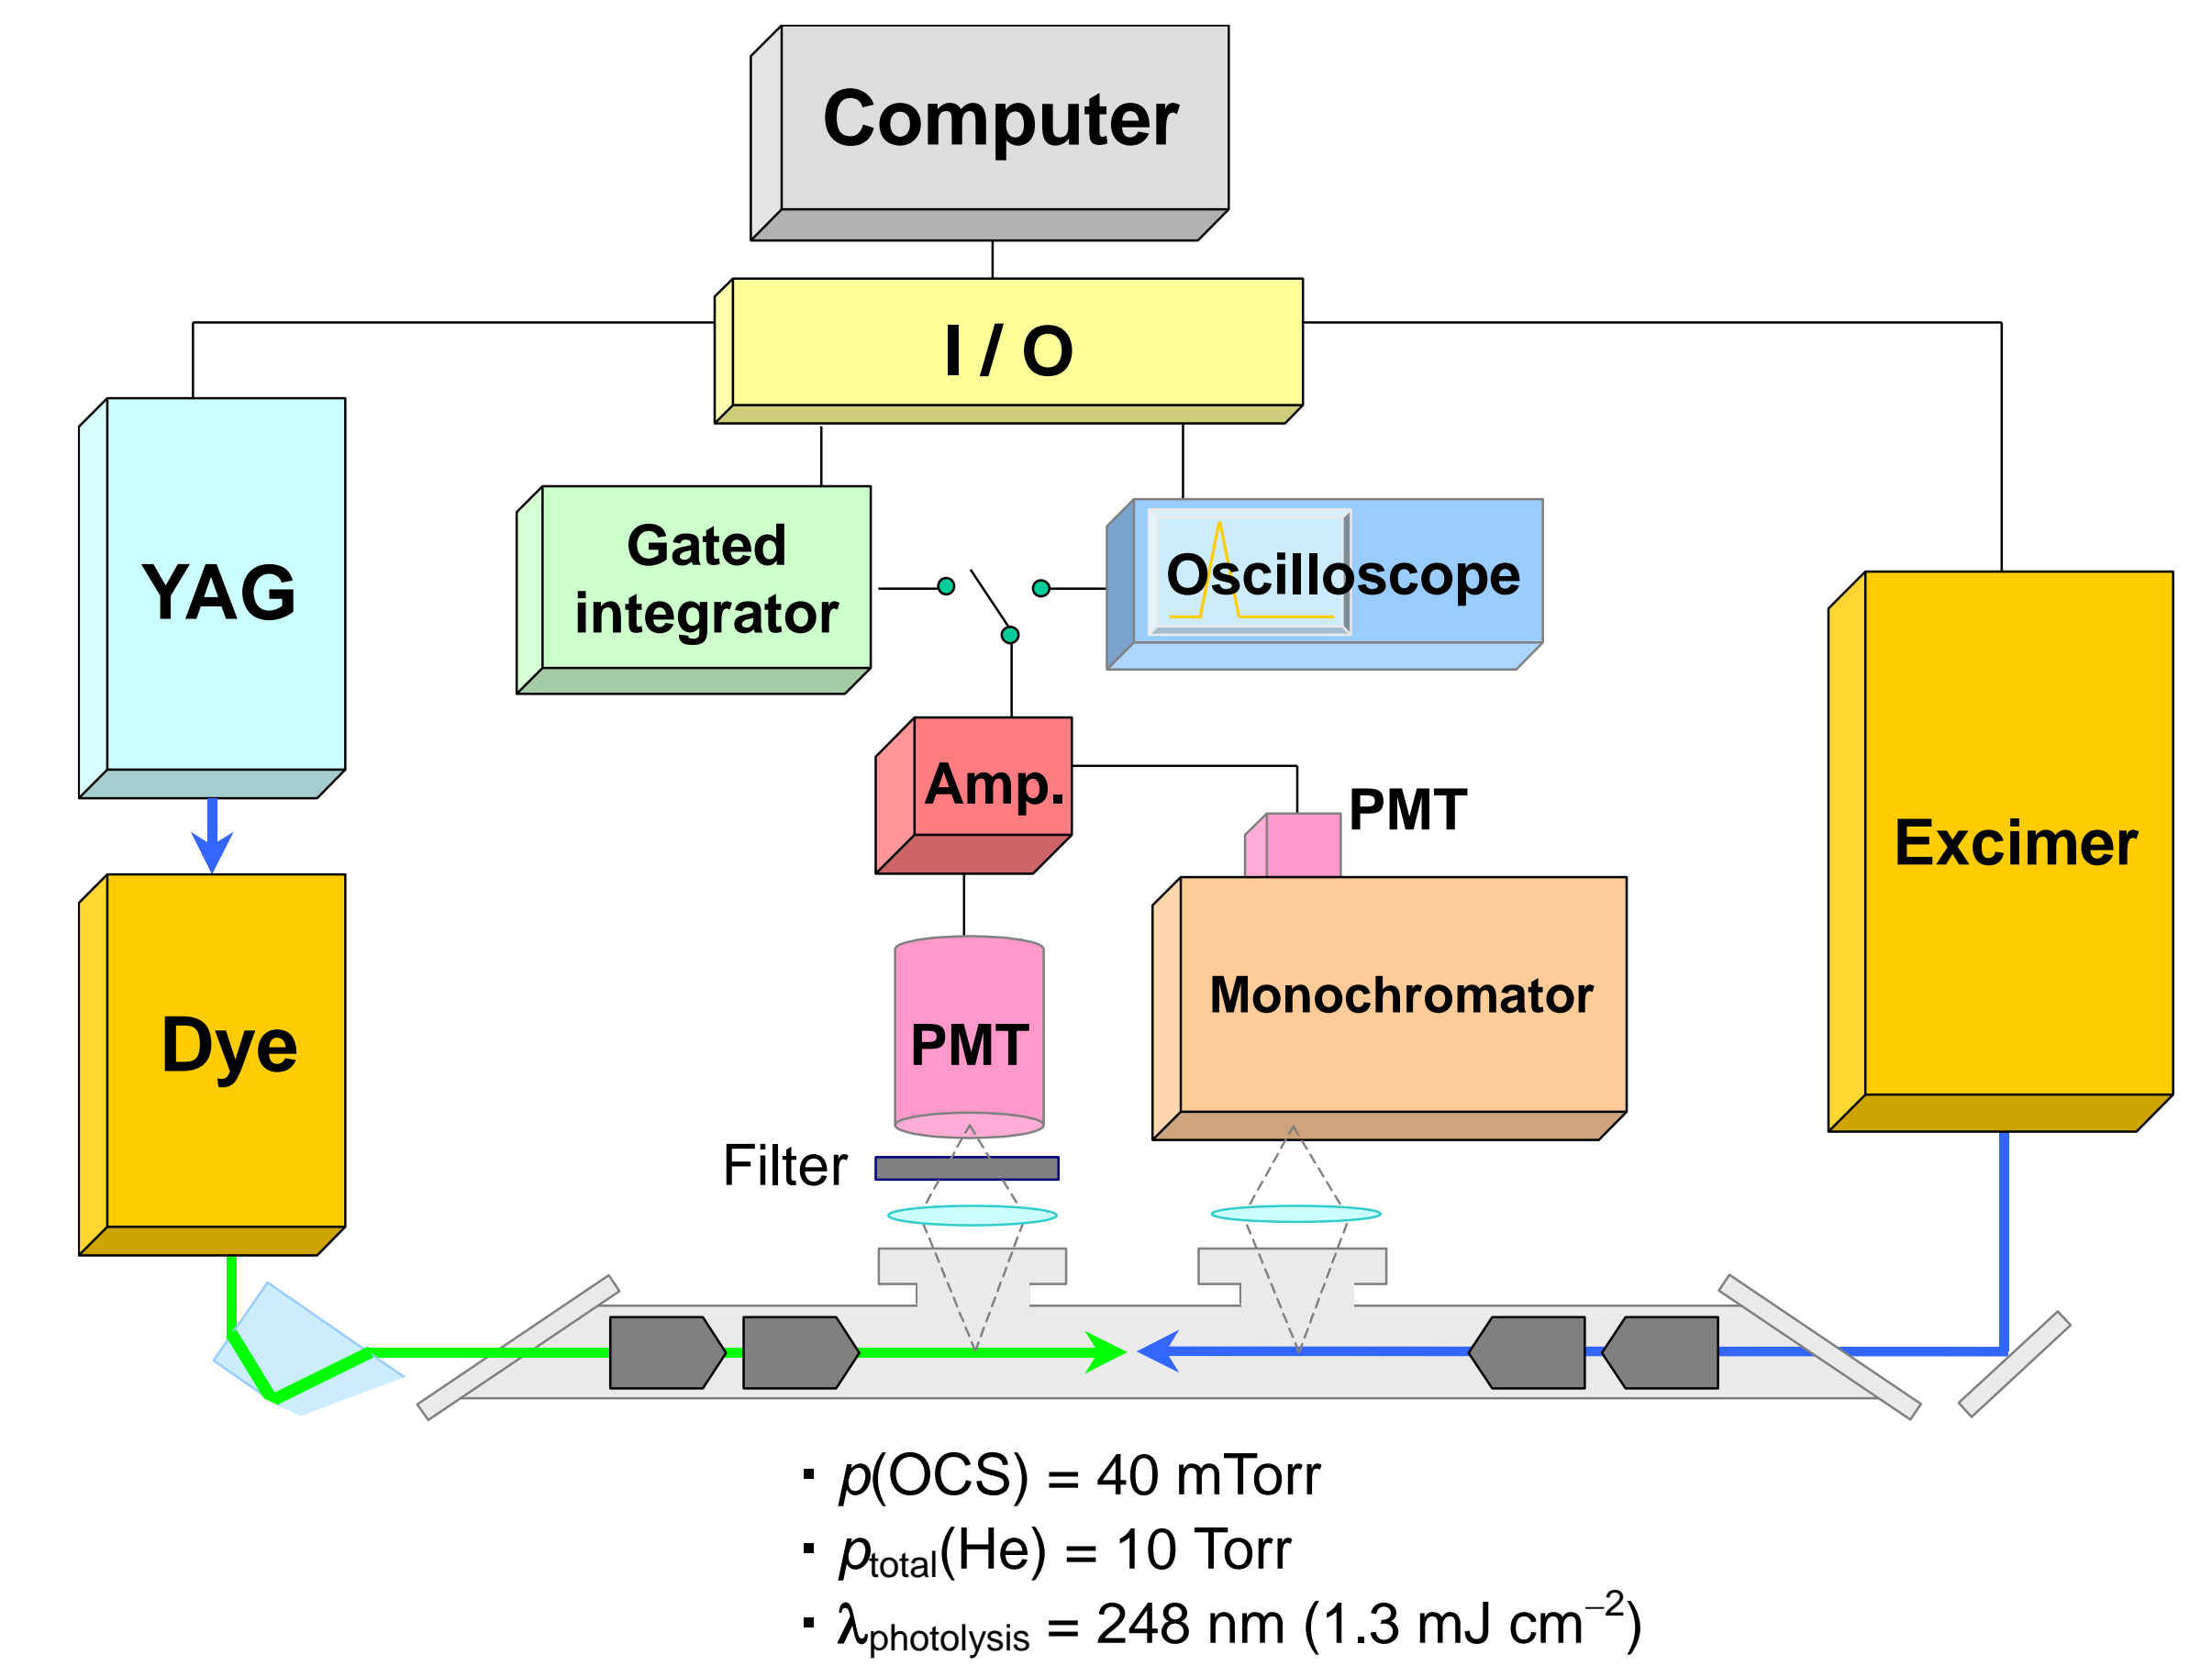 Computer
I / O
YAG
Gated
integrator
Oscilloscope
Amp.
PMT
Excimer
Monochromator
Dye
PMT
Filter
▪ p(OCS) = 40 mTorr
▪ ptotal(He) = 10 Torr
▪ λphotolysis = 248 nm (1.3 mJ cm⁻²)